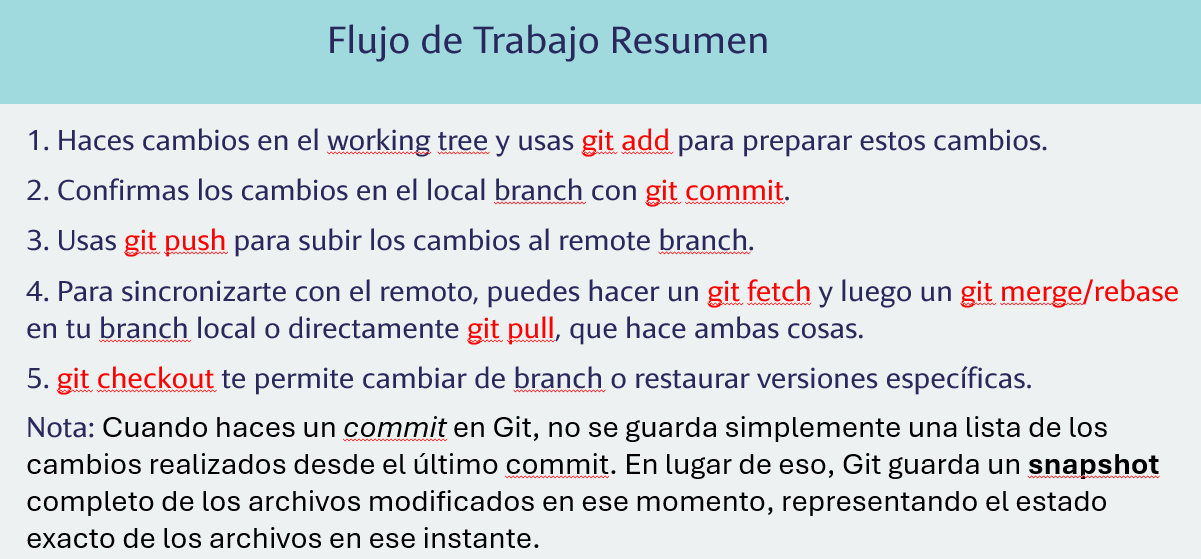 Flujo de Trabajo Resumen
1. Haces cambios en el working tree y usas git add para preparar estos cambios.
2. Confirmas los cambios en el local branch con git commit.
3. Usas git push para subir los cambios al remote branch.
4. Para sincronizarte con el remoto, puedes hacer un git fetch y luego un git merge/rebase
en tu branch local o directamente git pull, que hace ambas cosas.
5. git checkout te permite cambiar de branch o restaurar versiones específicas.
Nota: Cuando haces un commit en Git, no se guarda simplemente una lista de los
cambios realizados desde el último commit. En lugar de eso, Git guarda un snapshot
completo de los archivos modificados en ese momento, representando el estado
exacto de los archivos en ese instante.